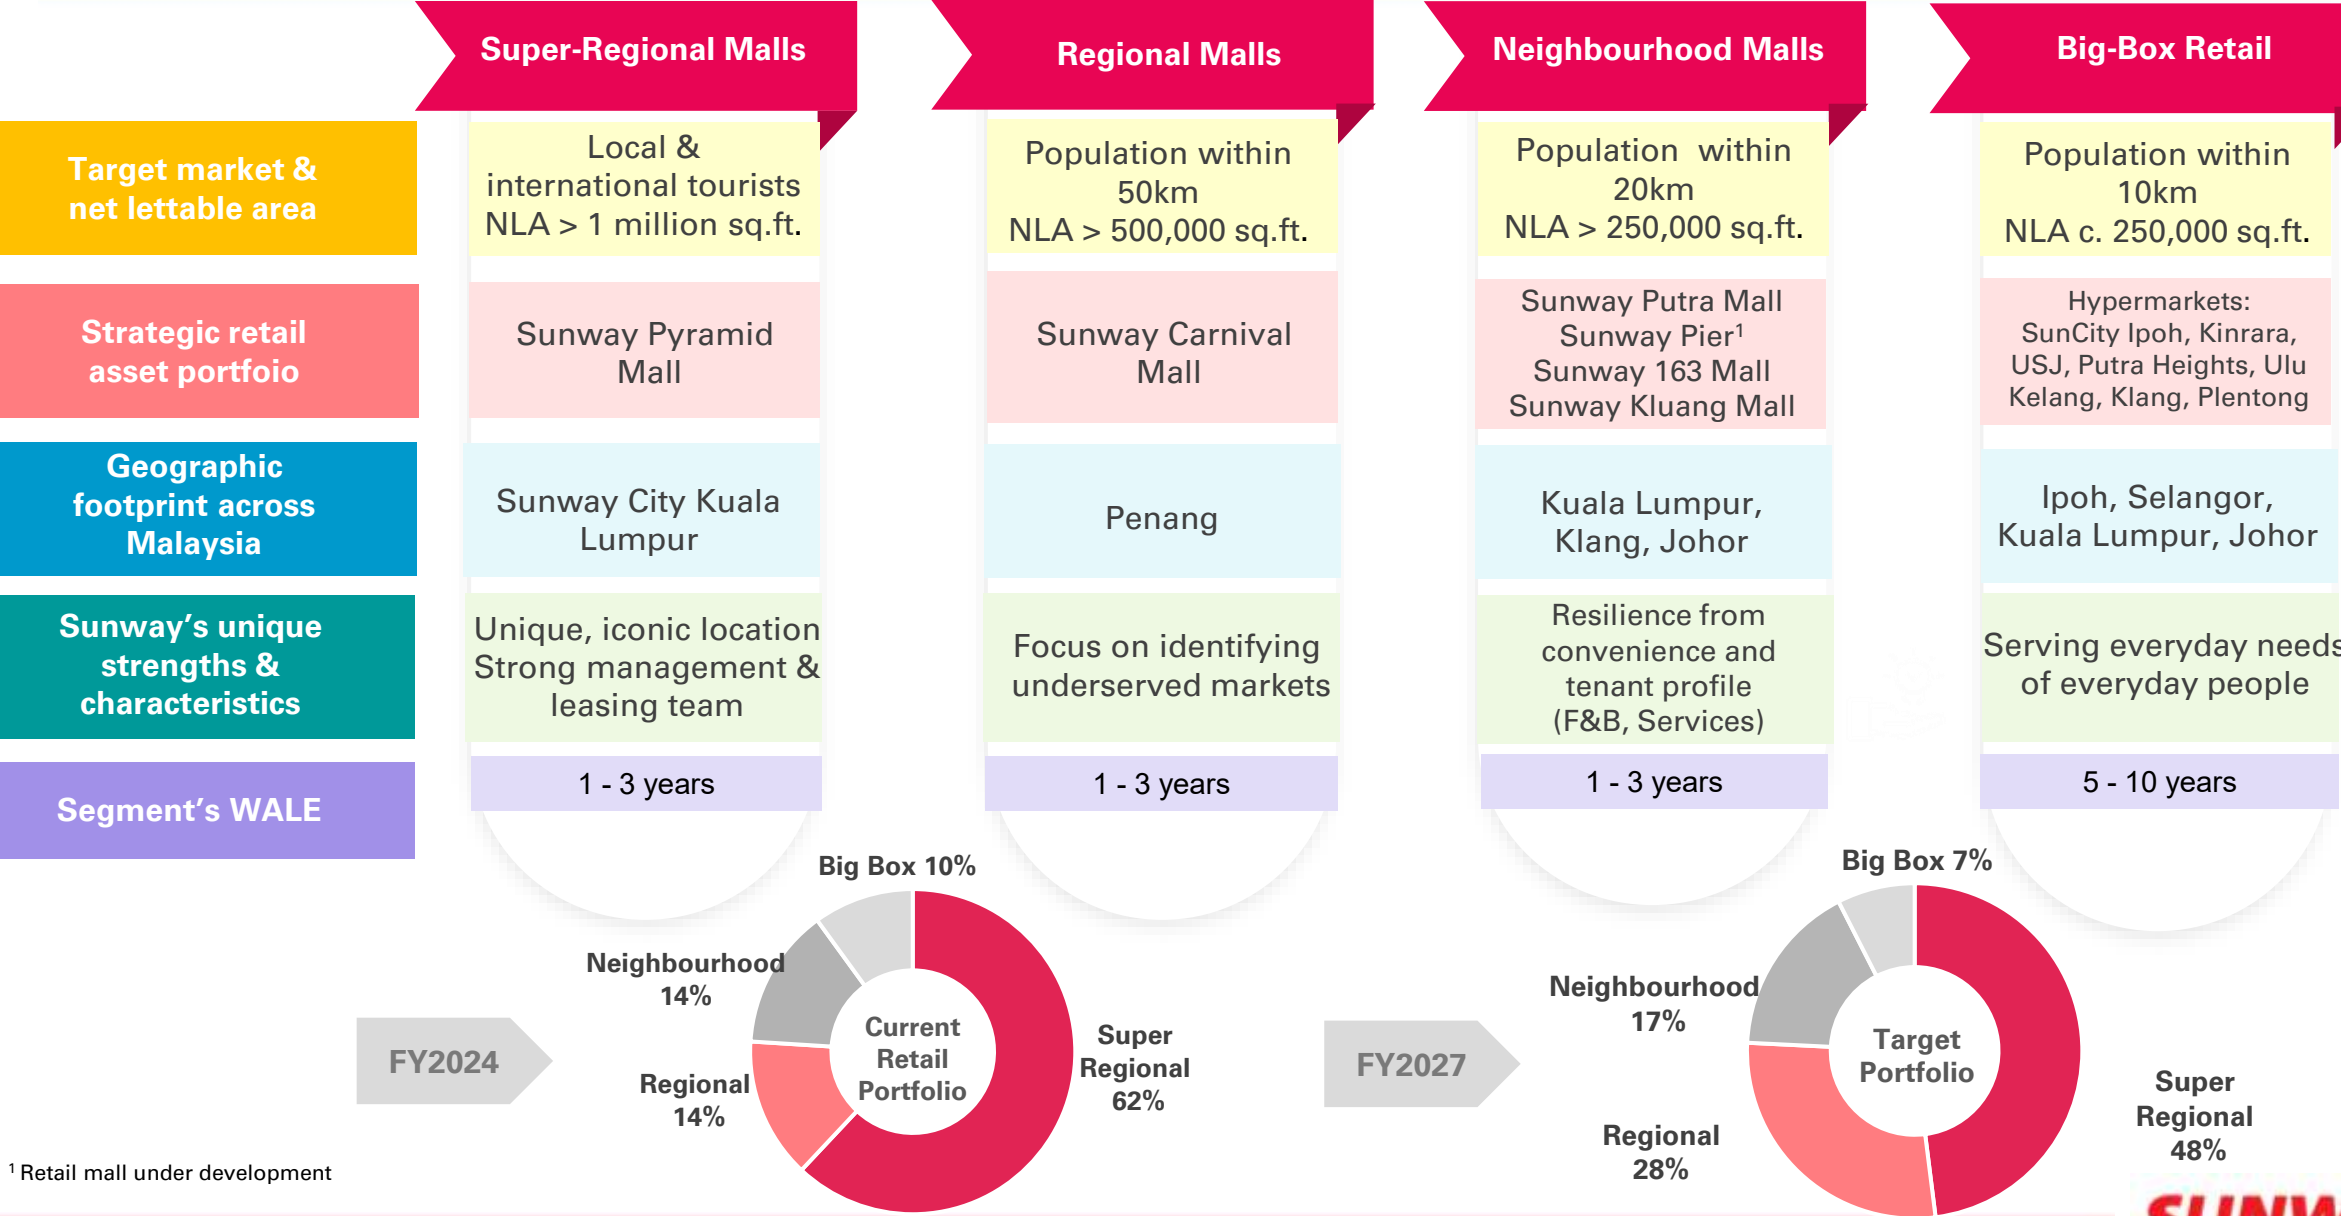 Super-Regional Malls
Regional Malls
Neighbourhood Malls
Big-Box Retail
Target market &
net lettable area
Local &
international tourists
NLA > 1 million sq.ft.
Population within
50km
NLA > 500,000 sq.ft.
Population within
20km
NLA > 250,000 sq.ft.
Population within
10km
NLA c. 250,000 sq.ft.
Strategic retail
asset portfoio
Sunway Pyramid
Mall
Sunway Carnival
Mall
Sunway Putra Mall
Sunway Pier¹
Sunway 163 Mall
Sunway Kluang Mall
Hypermarkets:
SunCity Ipoh, Kinrara,
USJ, Putra Heights, Ulu
Kelang, Klang, Plentong
Geographic
footprint across
Malaysia
Sunway City Kuala
Lumpur
Penang
Kuala Lumpur,
Klang, Johor
Ipoh, Selangor,
Kuala Lumpur, Johor
Sunway's unique
strengths &
characteristics
Unique, iconic location
Strong management &
leasing team
Focus on identifying
underserved markets
Resilience from
convenience and
tenant profile
(F&B, Services)
Serving everyday needs
of everyday people
Segment's WALE
1 - 3 years
1 - 3 years
1 - 3 years
5 - 10 years
FY2024
Big Box 10%
Neighbourhood
14%
Regional
14%
Current
Retail
Portfolio
Super
Regional
62%
FY2027
Big Box 7%
Neighbourhood
17%
Regional
28%
Target
Portfolio
Super
Regional
48%
¹ Retail mall under development